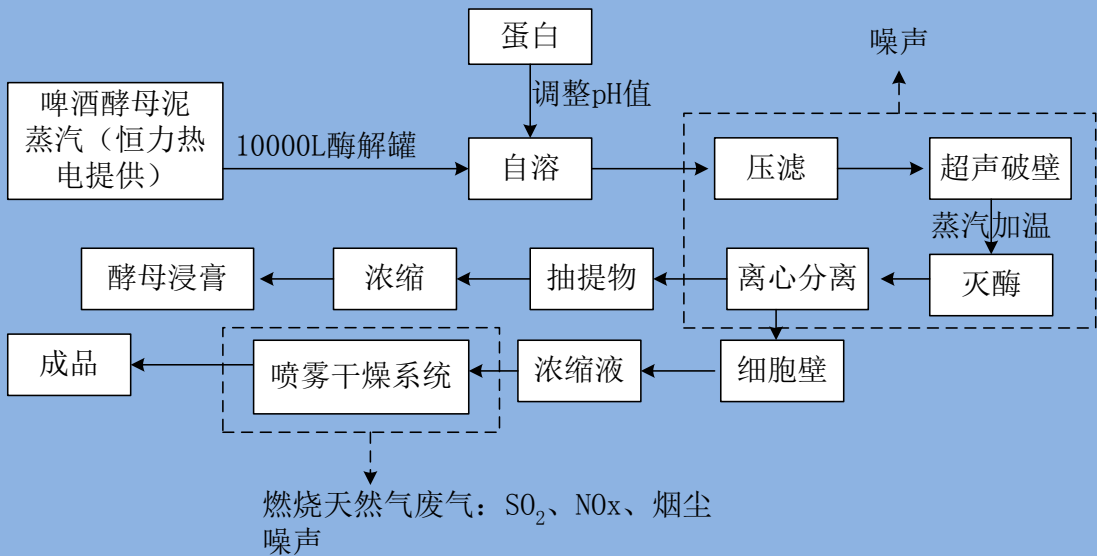 蛋白
噪声
调整pH值
啤酒酵母泥
蒸汽（恒力热
电提供）
10000L酶解罐
自溶
压滤
超声破壁
蒸汽加温
酵母浸膏
浓缩
抽提物
离心分离
灭酶
成品
喷雾干燥系统
浓缩液
细胞壁
燃烧天然气废气：SO₂、NOx、烟尘
噪声